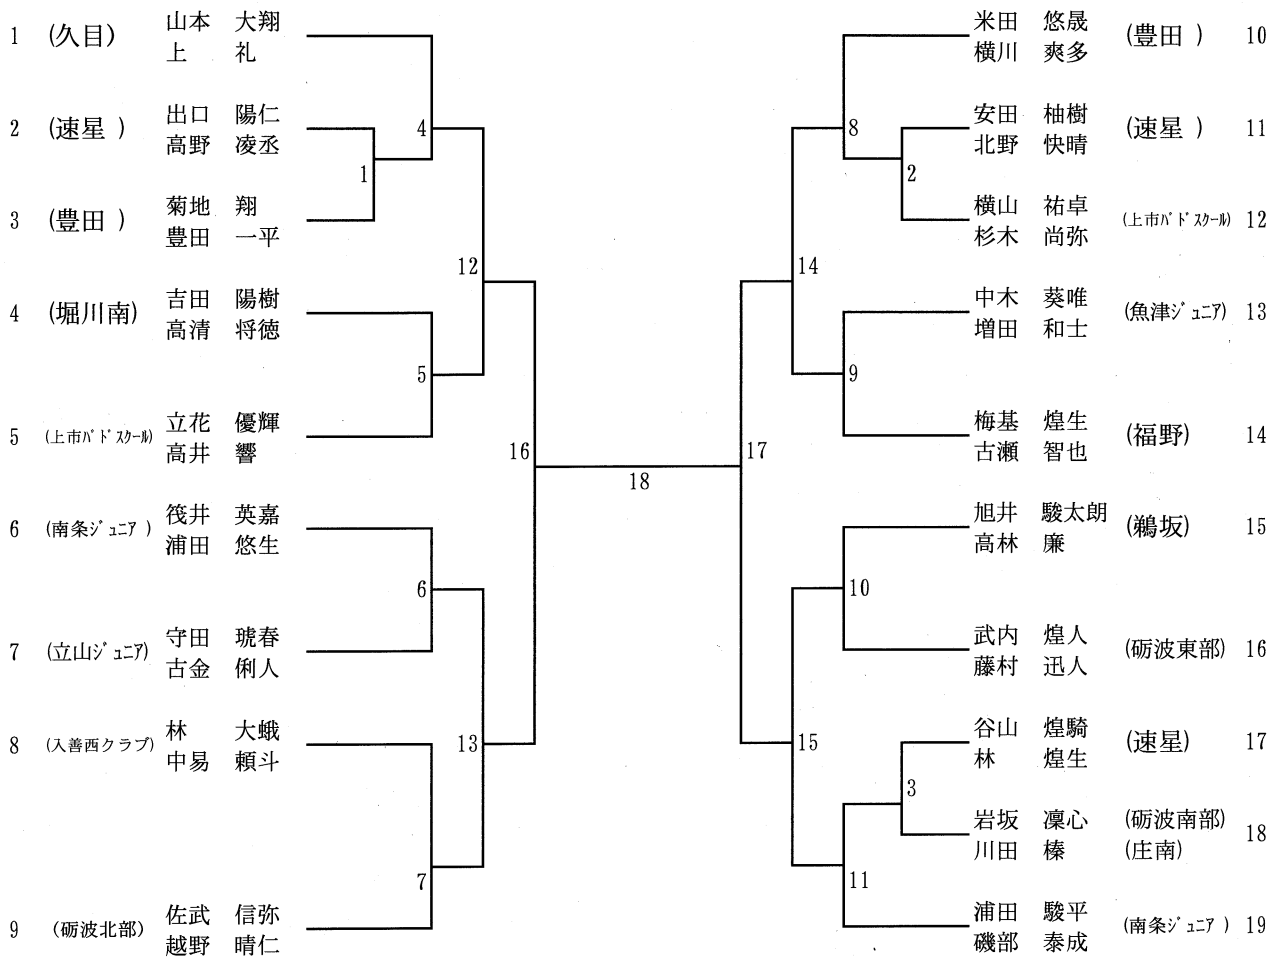 1 (久目) 山本 大翔
上 礼
2 (速星 ) 出口 陽仁
高野 凌丞
3 (豊田 ) 菊地 翔
豊田 一平
4 (堀川南) 吉田 陽樹
高清 将徳
5 (上市ﾊﾞﾄﾞｽｸｰﾙ) 立花 優輝
高井 響
6 (南条ｼﾞｭﾆｱ ) 筏井 英嘉
浦田 悠生
7 (立山ｼﾞｭﾆｱ) 守田 琥春
古金 俐人
8 (入善西クラブ) 林 大蛾
中易 頼斗
9 (砺波北部) 佐武 信弥
越野 晴仁
1
4
5
12
6
7
13
16
18
17
14
8
2
9
15
10
3
11
米田 悠晟 (豊田 ) 10
横川 爽多
安田 柚樹 (速星 ) 11
北野 快晴
横山 祐卓 (上市ﾊﾞﾄﾞｽｸｰﾙ) 12
杉木 尚弥
中木 葵唯 (魚津ｼﾞｭﾆｱ) 13
増田 和士
梅基 煌生 (福野) 14
古瀬 智也
旭井 駿太朗 (鵜坂) 15
高林 廉
武内 煌人 (砺波東部) 16
藤村 迅人
谷山 煌騎 (速星) 17
林 煌生
岩坂 凜心 (砺波南部) 18
川田 榛 (庄南)
浦田 駿平 (南条ｼﾞｭﾆｱ ) 19
磯部 泰成